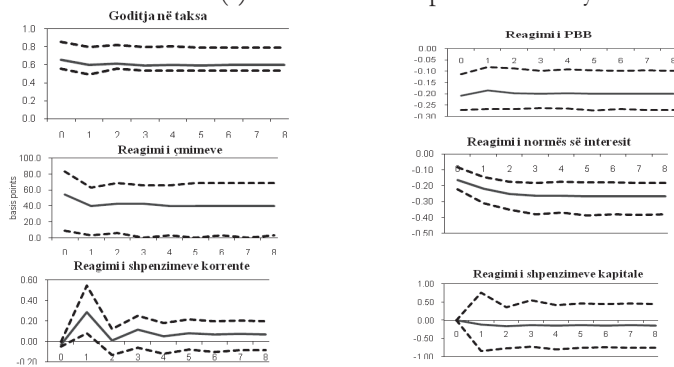 Goditja në taksa
1.0
0.8
0.6
0.4
0.2
0.0
0 1 2 3 4 5 6 7 8
Reagimi i PBB
0.00
-0.05
-0.10
-0.15
-0.20
-0.25
-0.30
0 1 2 3 4 5 6 7 8
Reagimi i çmimeve
basis points
100.0
80.0
60.0
40.0
20.0
0.0
0 1 2 3 4 5 6 7 8
Reagimi i normës së interesit
0.00
-0.10
-0.20
-0.30
-0.40
-0.50
0 1 2 3 4 5 6 7 8
Reagimi i shpenzimeve korrente
0.60
0.40
0.20
0.00
-0.20
0 1 2 3 4 5 6 7 8
Reagimi i shpenzimeve kapitale
1.00
0.50
0.00
-0.50
-1.00
0 1 2 3 4 5 6 7 8